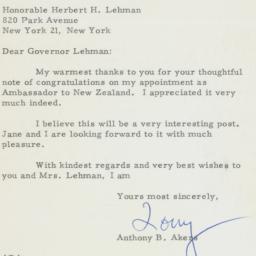 Honorable Herbert H. Lehman
820 Park Avenue
New York 21, New York
Dear Governor Lehman:
My warmest thanks to you for your thoughtful
note of congratulations on my appointment as
Ambassador to New Zealand. I appreciated it very
much indeed.
I believe this will be a very interesting post.
Jane and I are looking forward to it with much
pleasure.
With kindest regards and very best wishes to
you and Mrs. Lehman, I am
Yours most sincerely,
Tony
Anthony B. Akers